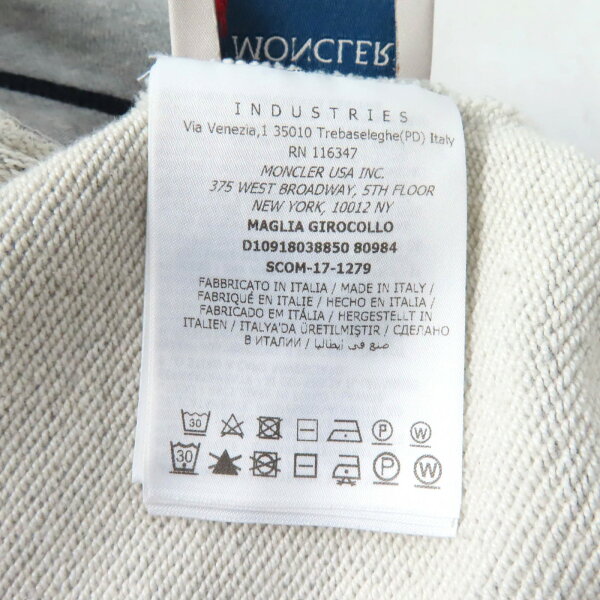 MONCLER
INDUSTRIES
Via Venezia,1 35010 Trebaseleghe(PD) Italy
RN 116347
MONCLER USA INC.
375 WEST BROADWAY, 5TH FLOOR
NEW YORK, 10012 NY
MAGLIA GIROCOLLO
D10918038850 80984
SCOM-17-1279
FABBRICATO IN ITALIA / MADE IN ITALY /
FABRIQUÉ EN ITALIE / HECHO EN ITALIA /
FABRICADO EM ITÁLIA / HERGESTELLT IN
ITALIEN / ITALYA'DA ÜRETILMIŞTIR / СДЕЛАНО
В ИТАЛИИ / صنع في أيطاليا
30 P W
30 P W